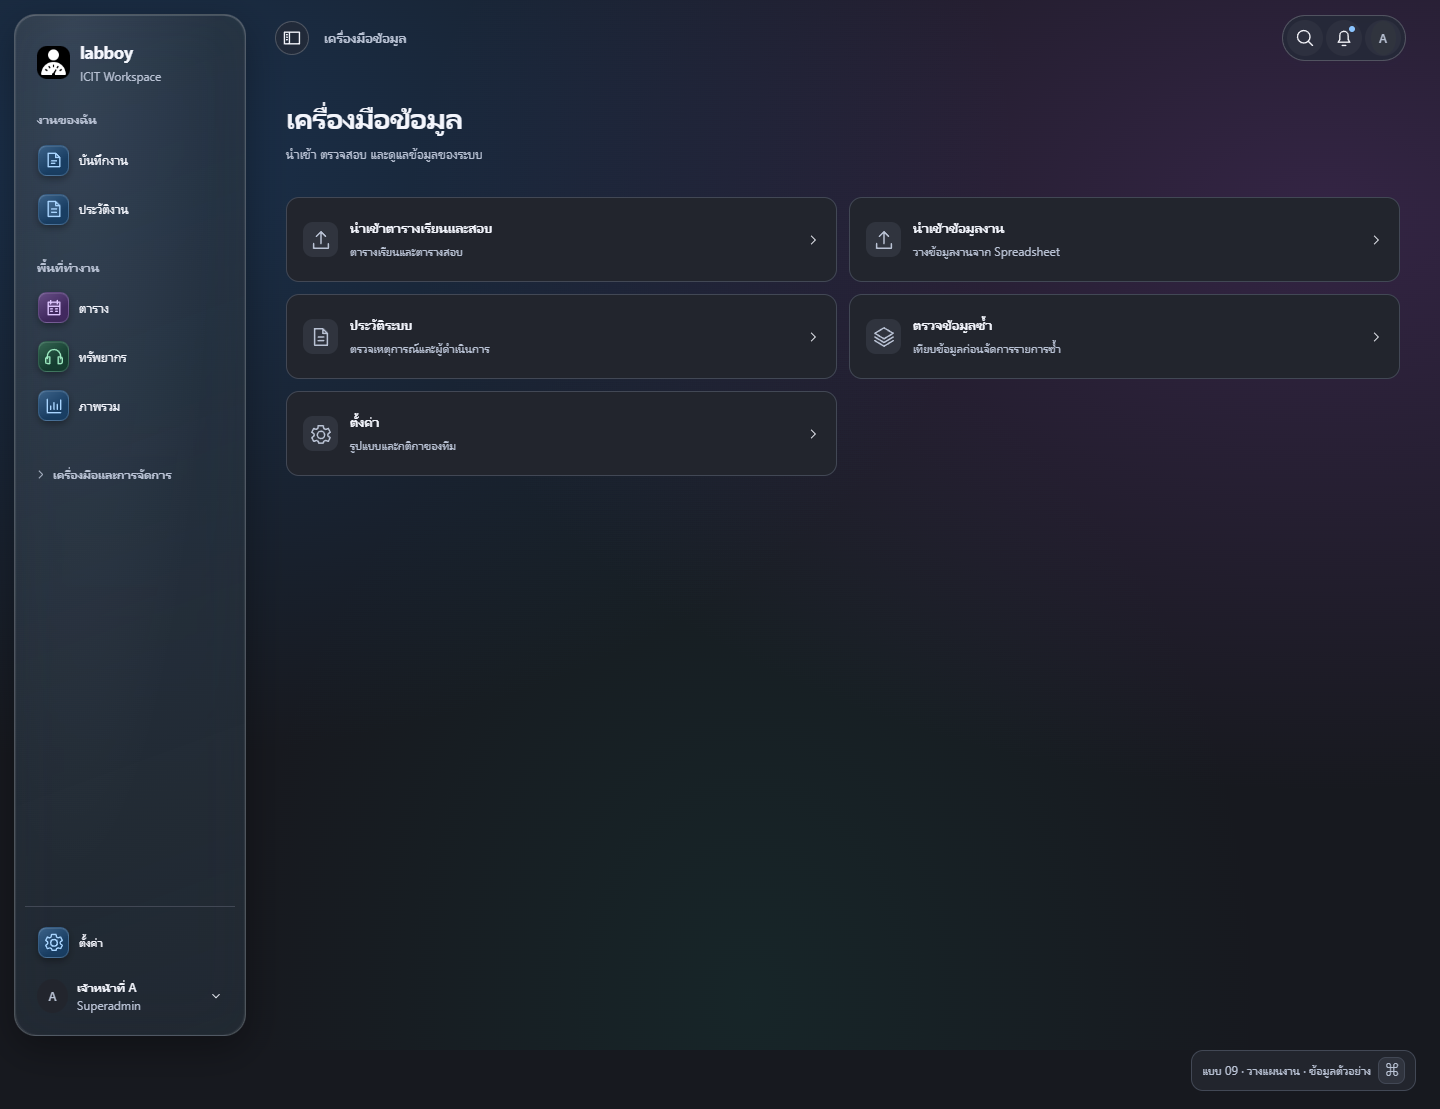 labboy
ICIT Workspace
งานของฉัน
บันทึกงาน
ประวัติงาน
พื้นที่ทำงาน
ตาราง
ทรัพยากร
ภาพรวม
เครื่องมือและการจัดการ
ตั้งค่า
A
เจ้าหน้าที่ A
Superadmin
เครื่องมือข้อมูล
A
เครื่องมือข้อมูล
นำเข้า ตรวจสอบ และดูแลข้อมูลของระบบ
นำเข้าตารางเรียนและสอบ
ตารางเรียนและตารางสอบ
นำเข้าข้อมูลงาน
วางข้อมูลงานจาก Spreadsheet
ประวัติระบบ
ตรวจเหตุการณ์และผู้ดำเนินการ
ตรวจข้อมูลซ้ำ
เทียบข้อมูลก่อนจัดการรายการซ้ำ
ตั้งค่า
รูปแบบและกติกาของทีม
แบบ 09 · วางแผนงาน · ข้อมูลตัวอย่าง ⌘